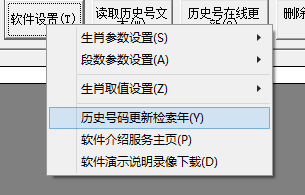 软件设置(T)
读取历史号文
历史号在线更
删除
生肖参数设置(S)
段数参数设置(A)
生肖取值设置(Z)
历史号码更新检索年(Y)
软件介绍服务主页(P)
软件演示说明录像下载(D)